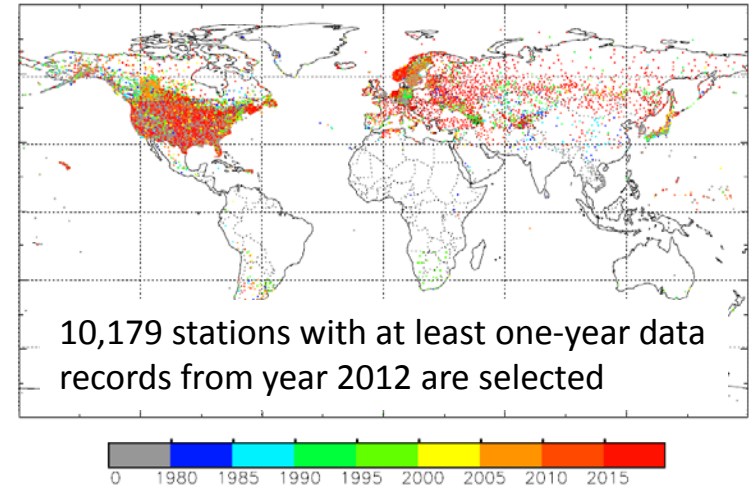 10,179 stations with at least one-year data
records from year 2012 are selected
0 1980 1985 1990 1995 2000 2005 2010 2015